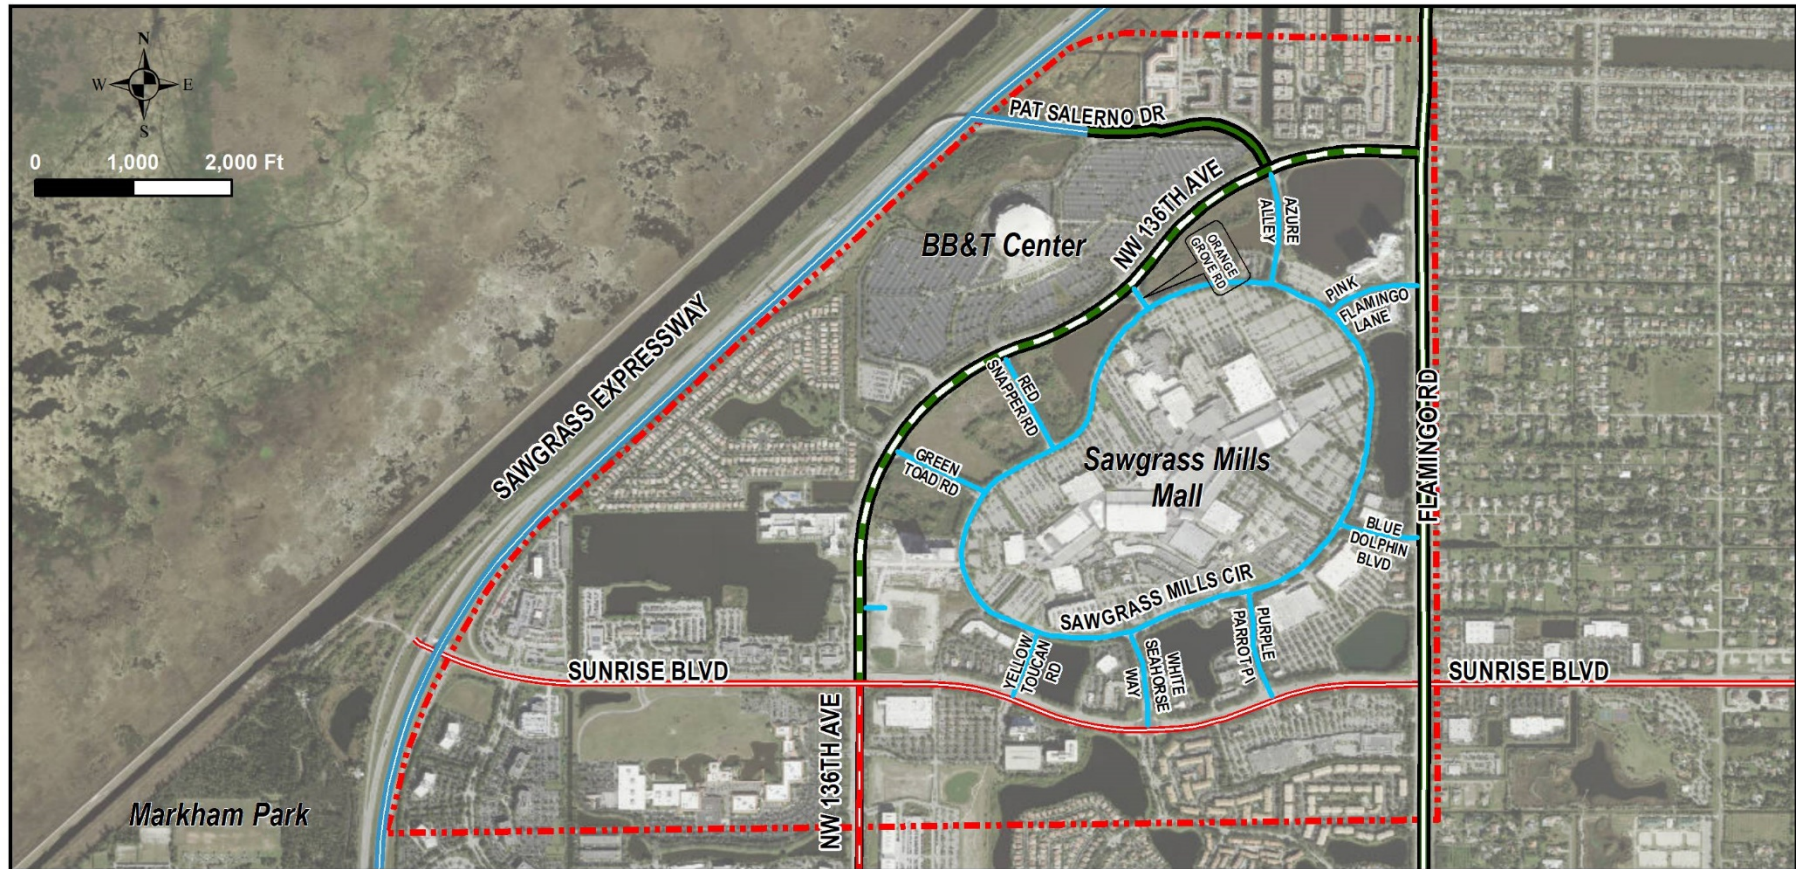 N
W
E
S
0
1,000
2,000 Ft
PAT SALERNO DR
NW 136TH AVE
AZURE
ALLEY
ORANGE
GROVE RD
BB&T Center
PINK
FLAMINGO
LANE
SAWGRASS EXPRESSWAY
RED
SNAPPER RD
FLAMINGO RD
GREEN
TOAD RD
Sawgrass Mills
Mall
BLUE
DOLPHIN
BLVD
SAWGRASS MILLS CIR
YELLOW
TOUCAN
RD
WHITE
SEAHORSE
WAY
PURPLE
PARROT Pl
SUNRISE BLVD
SUNRISE BLVD
NW 136TH AVE
Markham Park